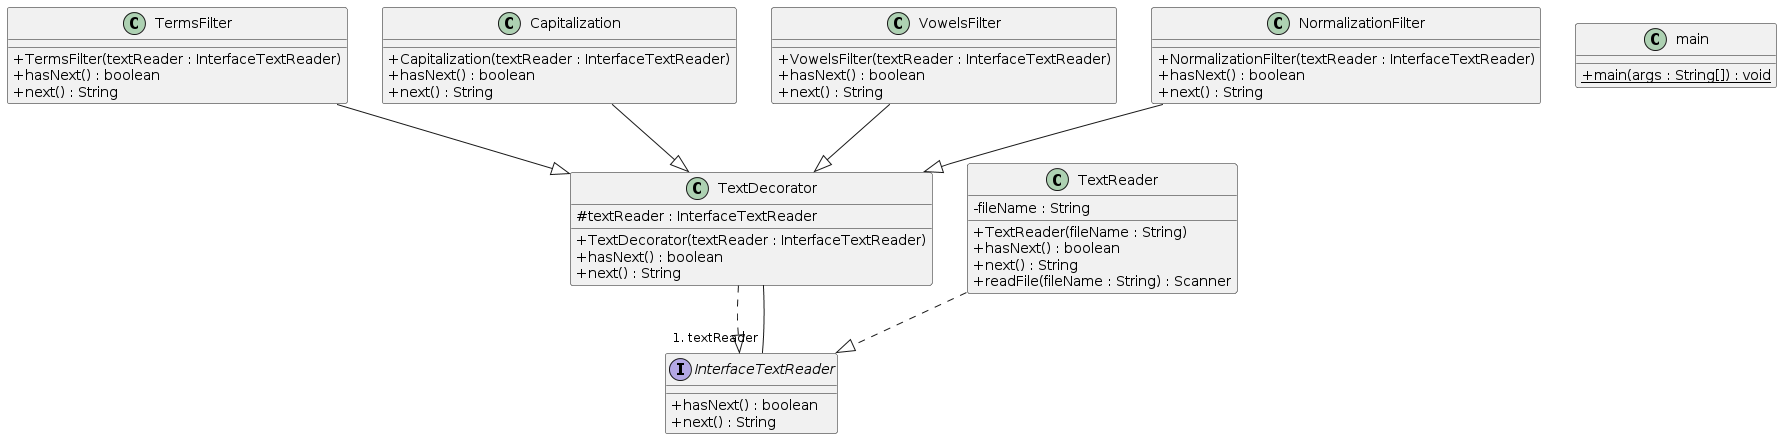 C TermsFilter
+TermsFilter(textReader : InterfaceTextReader)
+hasNext() : boolean
+next() : String
C Capitalization
+Capitalization(textReader : InterfaceTextReader)
+hasNext() : boolean
+next() : String
C VowelsFilter
+VowelsFilter(textReader : InterfaceTextReader)
+hasNext() : boolean
+next() : String
C NormalizationFilter
+NormalizationFilter(textReader : InterfaceTextReader)
+hasNext() : boolean
+next() : String
C main
+main(args : String[]) : void
C TextDecorator
#textReader : InterfaceTextReader
+TextDecorator(textReader : InterfaceTextReader)
+hasNext() : boolean
+next() : String
C TextReader
-fileName : String
+TextReader(fileName : String)
+hasNext() : boolean
+next() : String
+readFile(fileName : String) : Scanner
1. textReader
I InterfaceTextReader
+hasNext() : boolean
+next() : String